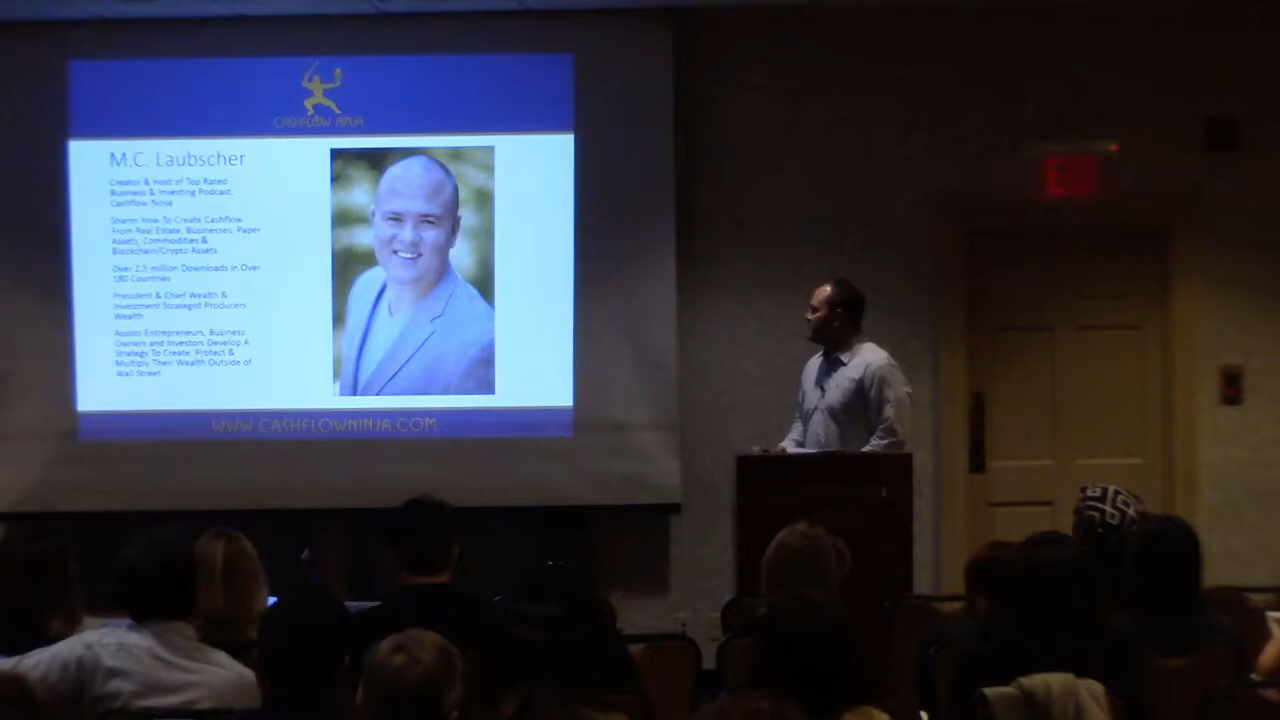 CASHFLOW NINJA
M.C. Laubscher
Creator & Host of Top Rated
Business & Investing Podcast,
Cashflow Ninja
Shares How To Create Cashflow
From Real Estate, Businesses, Paper
Assets, Commodities &
Blockchain/Crypto Assets
Over 2.5 million Downloads in Over
180 Countries
President & Chief Wealth &
Investment Strategist Producers
Wealth
Assists Entrepreneurs, Business
Owners and Investors Develop A
Strategy To Create, Protect &
Multiply Their Wealth Outside of
Wall Street
WWW.CASHFLOWNINJA.COM